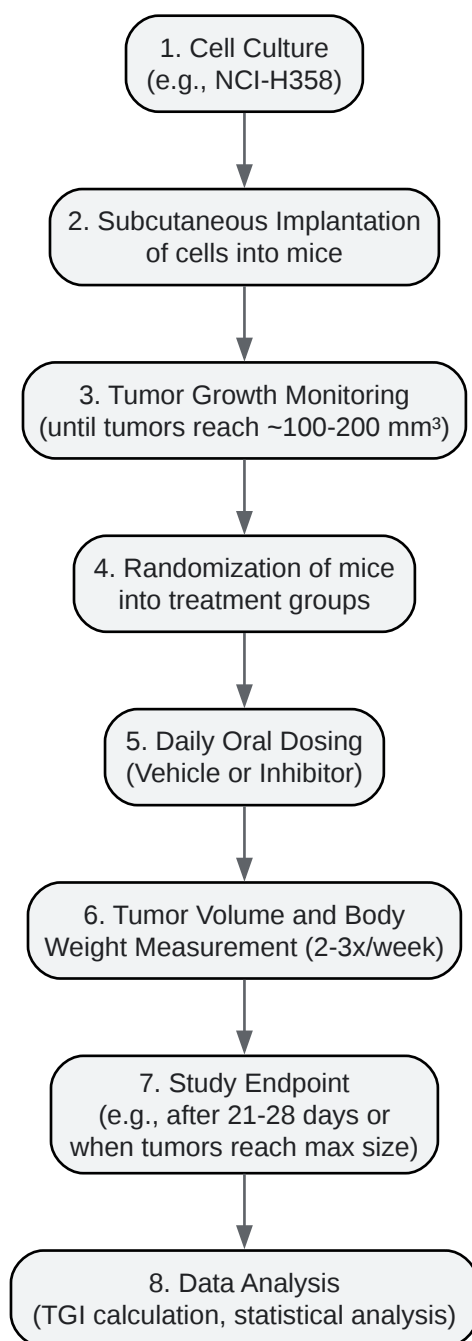 1. Cell Culture
(e.g., NCI-H358)
2. Subcutaneous Implantation
of cells into mice
3. Tumor Growth Monitoring
(until tumors reach ~100-200 mm³)
4. Randomization of mice
into treatment groups
5. Daily Oral Dosing
(Vehicle or Inhibitor)
6. Tumor Volume and Body
Weight Measurement (2-3x/week)
7. Study Endpoint
(e.g., after 21-28 days or
when tumors reach max size)
8. Data Analysis
(TGI calculation, statistical analysis)